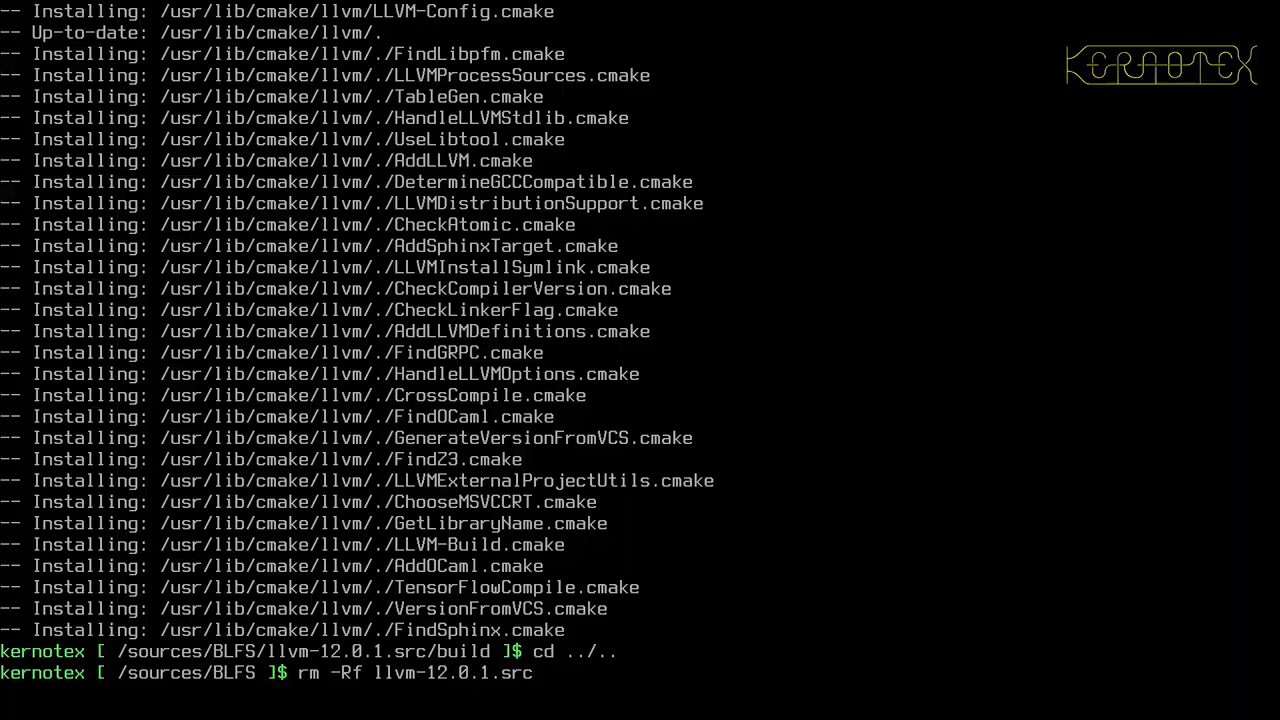 -- Installing: /usr/lib/cmake/llvm/LLVM-Config.cmake
-- Up-to-date: /usr/lib/cmake/llvm/.
-- Installing: /usr/lib/cmake/llvm/./FindLibpfm.cmake
-- Installing: /usr/lib/cmake/llvm/./LLVMProcessSources.cmake
-- Installing: /usr/lib/cmake/llvm/./TableGen.cmake
-- Installing: /usr/lib/cmake/llvm/./HandleLLVMStdlib.cmake
-- Installing: /usr/lib/cmake/llvm/./UseLibtool.cmake
-- Installing: /usr/lib/cmake/llvm/./AddLLVM.cmake
-- Installing: /usr/lib/cmake/llvm/./DetermineGCCCompatible.cmake
-- Installing: /usr/lib/cmake/llvm/./LLVMDistributionSupport.cmake
-- Installing: /usr/lib/cmake/llvm/./CheckAtomic.cmake
-- Installing: /usr/lib/cmake/llvm/./AddSphinxTarget.cmake
-- Installing: /usr/lib/cmake/llvm/./LLVMInstallSymlink.cmake
-- Installing: /usr/lib/cmake/llvm/./CheckCompilerVersion.cmake
-- Installing: /usr/lib/cmake/llvm/./CheckLinkerFlag.cmake
-- Installing: /usr/lib/cmake/llvm/./AddLLVMDefinitions.cmake
-- Installing: /usr/lib/cmake/llvm/./FindGRPC.cmake
-- Installing: /usr/lib/cmake/llvm/./HandleLLVMOptions.cmake
-- Installing: /usr/lib/cmake/llvm/./CrossCompile.cmake
-- Installing: /usr/lib/cmake/llvm/./FindOCaml.cmake
-- Installing: /usr/lib/cmake/llvm/./GenerateVersionFromVCS.cmake
-- Installing: /usr/lib/cmake/llvm/./FindZ3.cmake
-- Installing: /usr/lib/cmake/llvm/./LLVMExternalProjectUtils.cmake
-- Installing: /usr/lib/cmake/llvm/./ChooseMSVCCRT.cmake
-- Installing: /usr/lib/cmake/llvm/./GetLibraryName.cmake
-- Installing: /usr/lib/cmake/llvm/./LLVM-Build.cmake
-- Installing: /usr/lib/cmake/llvm/./AddOCaml.cmake
-- Installing: /usr/lib/cmake/llvm/./TensorFlowCompile.cmake
-- Installing: /usr/lib/cmake/llvm/./VersionFromVCS.cmake
-- Installing: /usr/lib/cmake/llvm/./FindSphinx.cmake
kernotex [ /sources/BLFS/llvm-12.0.1.src/build ]$ cd ../..
kernotex [ /sources/BLFS ]$ rm -Rf llvm-12.0.1.src
KERNOTEX